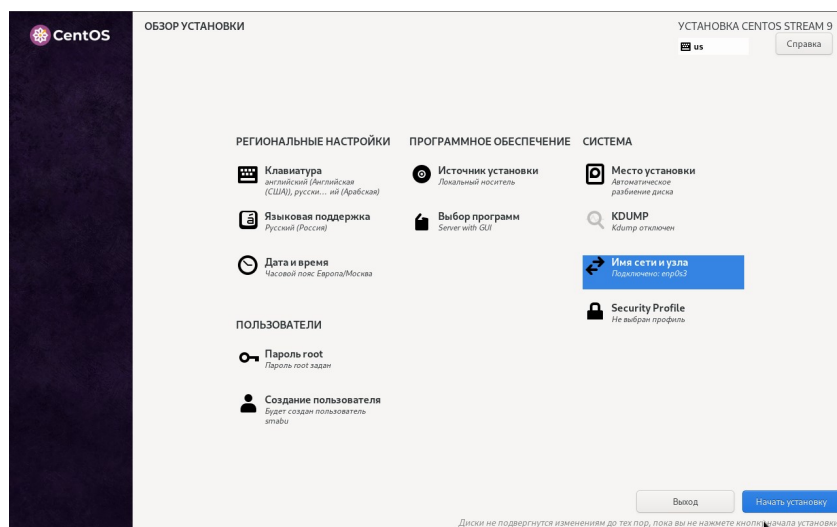 CentOS
ОБЗОР УСТАНОВКИ
УСТАНОВКА CENTOS STREAM 9
us
Справка
РЕГИОНАЛЬНЫЕ НАСТРОЙКИ
Клавиатура
английский (Английская
(США)), русски... ий (Арабская)
Языковая поддержка
Русский (Россия)
Дата и время
Часовой пояс Европа/Москва
ПРОГРАММНОЕ ОБЕСПЕЧЕНИЕ
Источник установки
Локальный носитель
Выбор программ
Server with GUI
СИСТЕМА
Место установки
Автоматическое
разбиение диска
KDUMP
Kdump отключен
Имя сети и узла
Подключено: enp0s3
Security Profile
Не выбран профиль
ПОЛЬЗОВАТЕЛИ
Пароль root
Пароль root задан
Создание пользователя
Будет создан пользователь
smabu
Выход
Начать установку
Диски не подвергнутся изменениям до тех пор, пока вы не нажмете кнопку начала установки